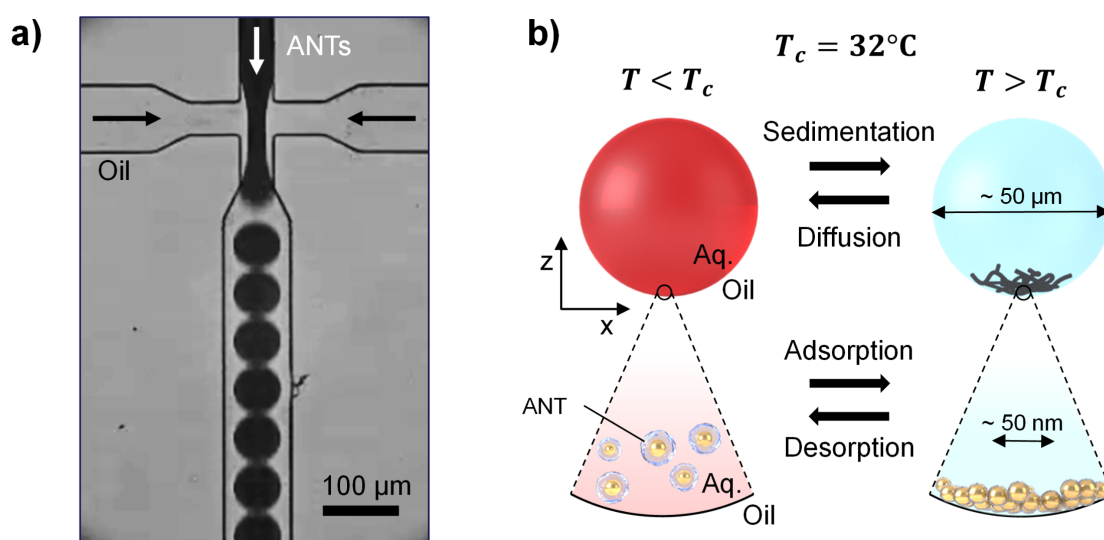 a)
ANTs
Oil
100 µm
b)
T_c = 32°C
T < T_c
T > T_c
Sedimentation
Diffusion
~ 50 µm
Aq.
Oil
z
x
Adsorption
Desorption
ANT
~ 50 nm
Aq.
Oil